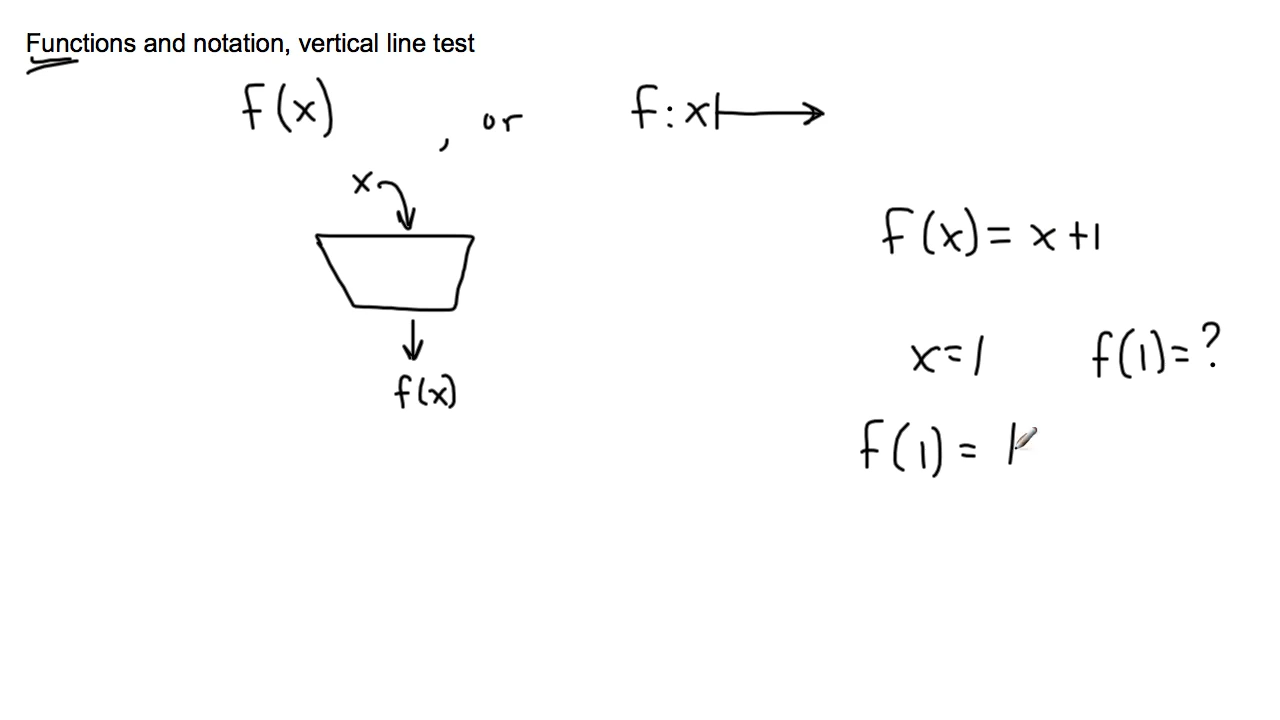 Functions and notation, vertical line test
f(x) , or f: x ↦
x
f(x) = x + 1
x = 1 f(1) = ?
f(x)
f(1) = 1